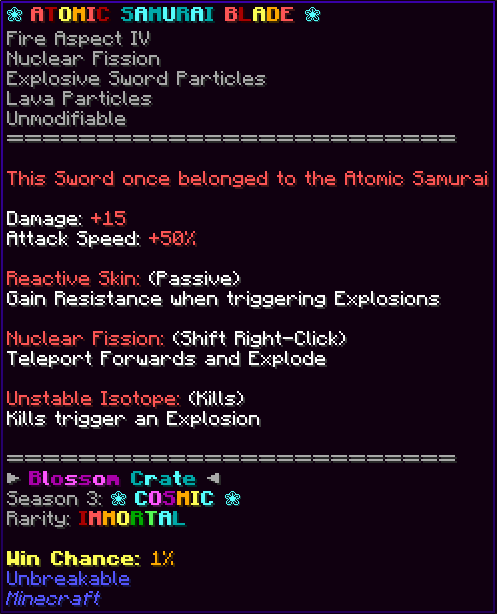 ❀ ATOMIC SAMURAI BLADE ❀
Fire Aspect IV
Nuclear Fission
Explosive Sword Particles
Lava Particles
Unmodifiable
==========================
This Sword once belonged to the Atomic Samurai
Damage: +15
Attack Speed: +50%
Reactive Skin: (Passive)
Gain Resistance when triggering Explosions
Nuclear Fission: (Shift Right-Click)
Teleport Forwards and Explode
Unstable Isotope: (Kills)
Kills trigger an Explosion
==========================
► Blossom Crate ◄
Season 3: ❀ COSMIC ❀
Rarity: IMMORTAL
Win Chance: 1%
Unbreakable
Minecraft